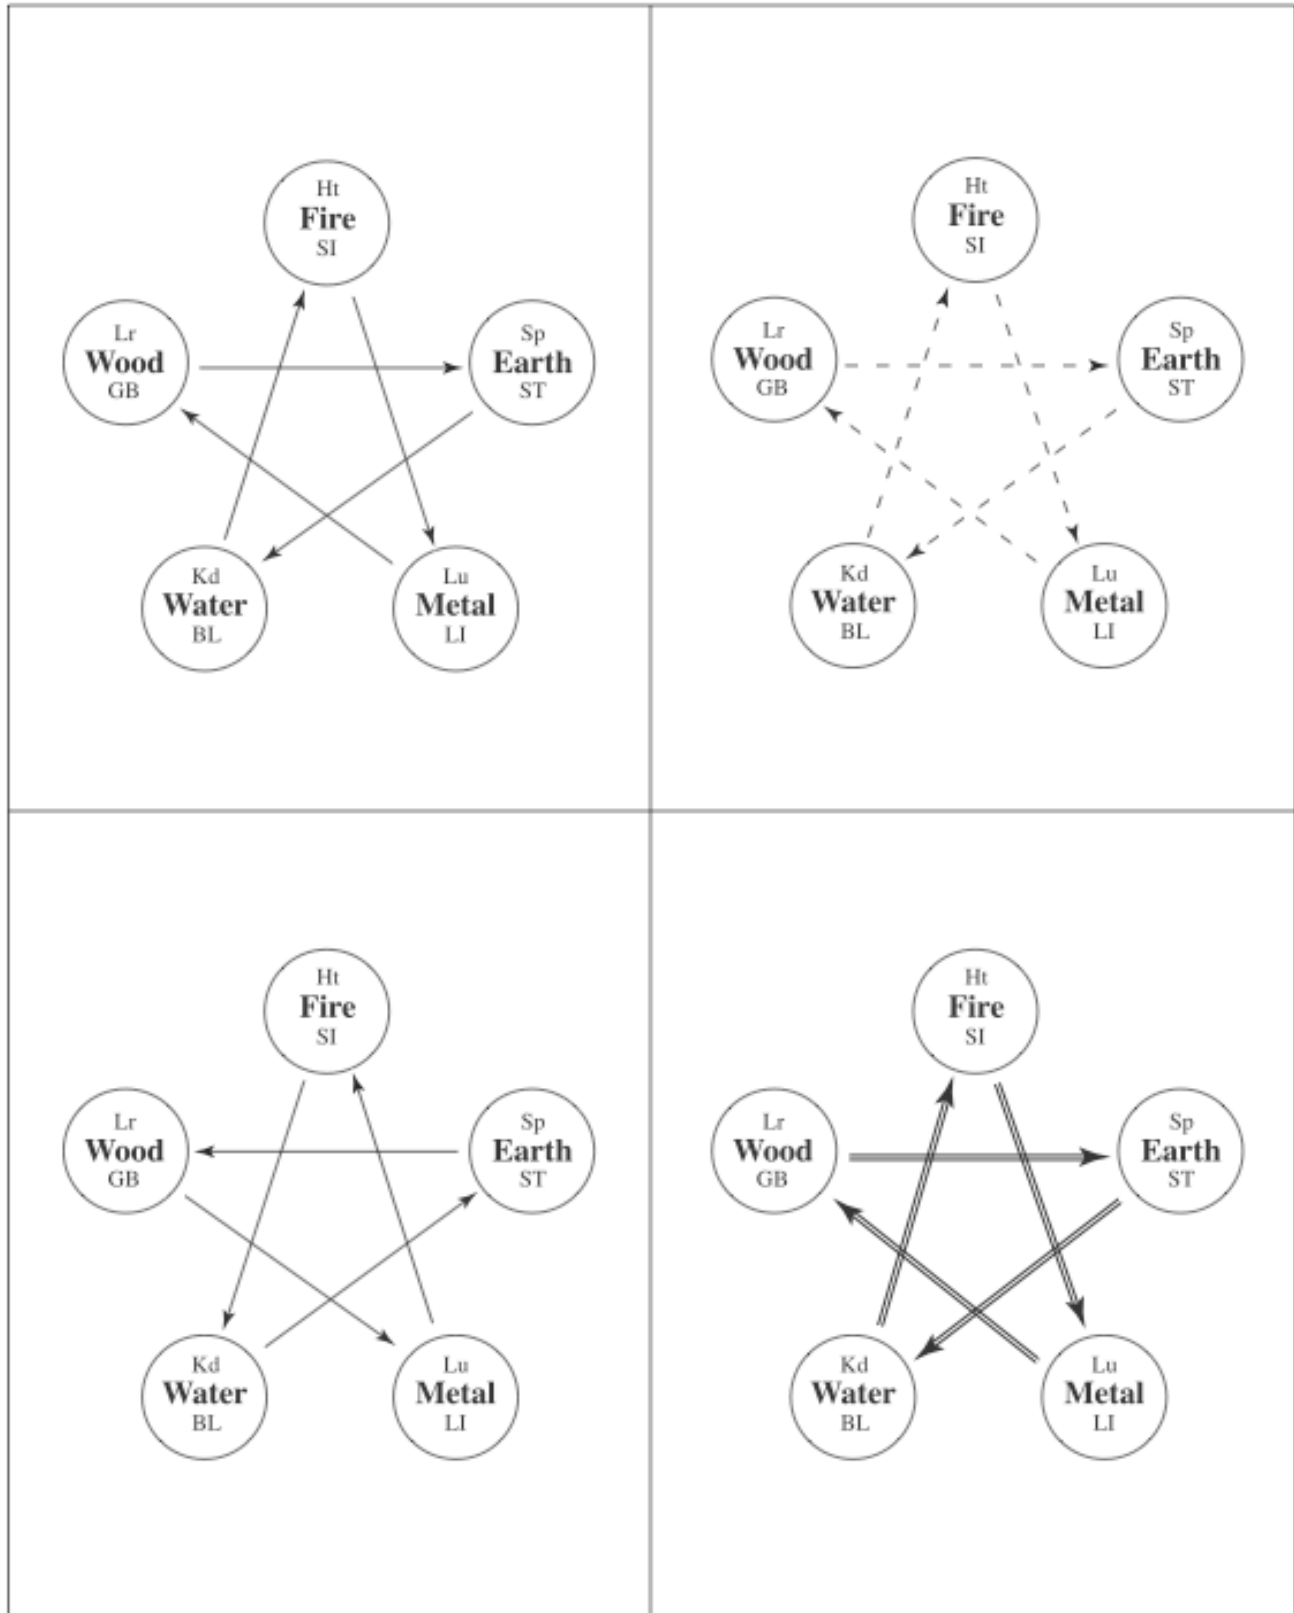 Ht
Fire
SI
Lr
Wood
GB
Sp
Earth
ST
Kd
Water
BL
Lu
Metal
LI
Ht
Fire
SI
Lr
Wood
GB
Sp
Earth
ST
Kd
Water
BL
Lu
Metal
LI
Ht
Fire
SI
Lr
Wood
GB
Sp
Earth
ST
Kd
Water
BL
Lu
Metal
LI
Ht
Fire
SI
Lr
Wood
GB
Sp
Earth
ST
Kd
Water
BL
Lu
Metal
LI